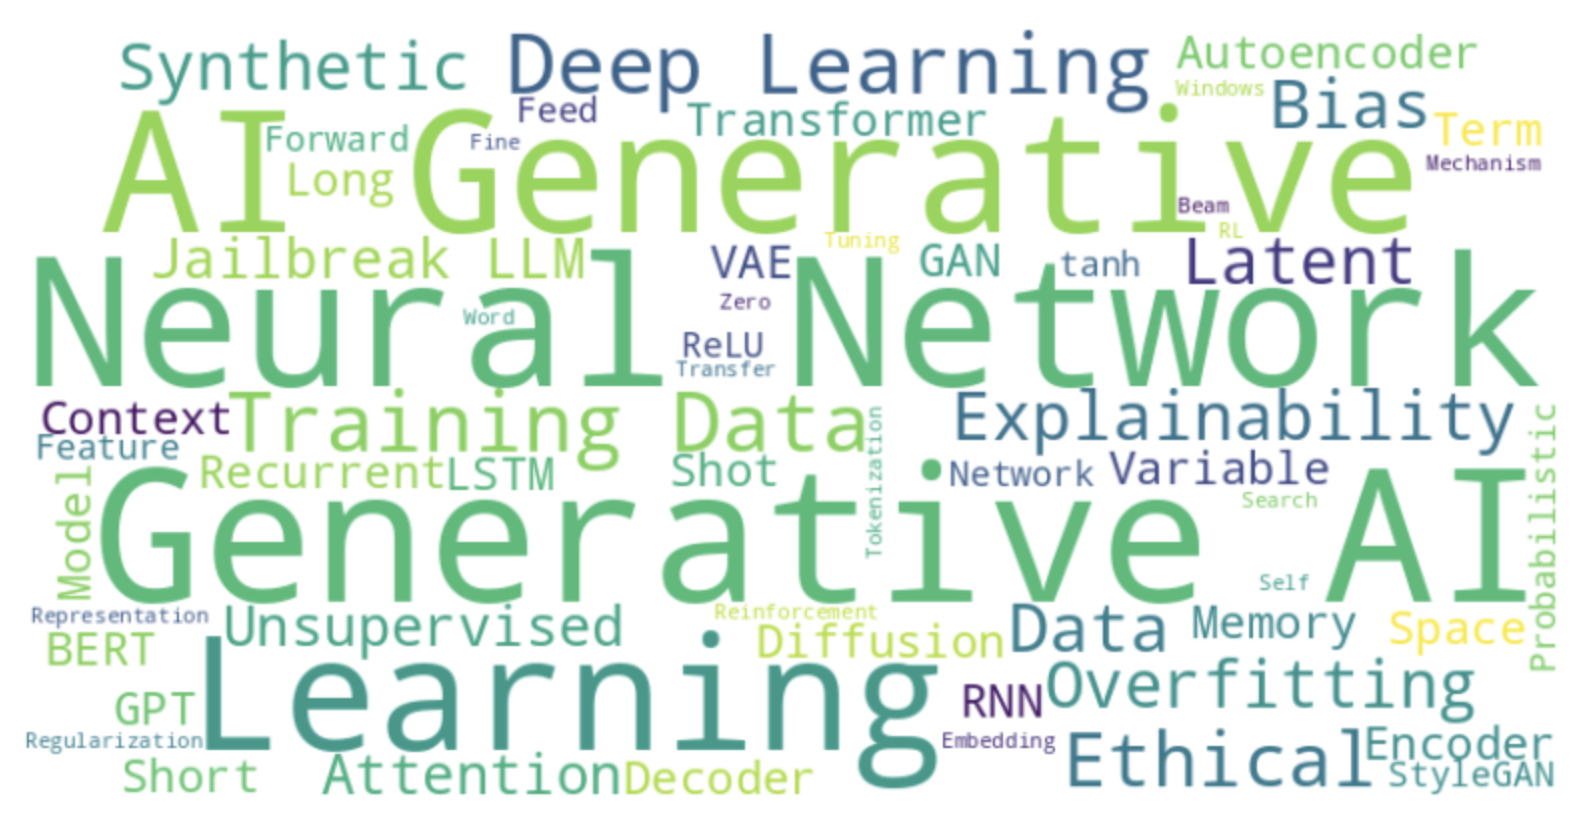 Synthetic Deep Learning Autoencoder
Windows
Feed Transformer Bias Term
AI Generative
Forward Fine
Long
Mechanism
Beam
RL
Jailbreak LLM VAE Tuning GAN tanh Latent
Neural Network
Zero
Word
ReLU
Transfer
Context Training Data Explainability
Feature
Recurrent LSTM Shot Network Variable
Tokenization
Probabilistic
Model
Search
Generative AI
Self
Representation Unsupervised Reinforcement Data Memory Space
BERT Diffusion
Learning
GPT RNN Overfitting
Regularization Embedding Ethical Encoder
Short Attention Decoder StyleGAN